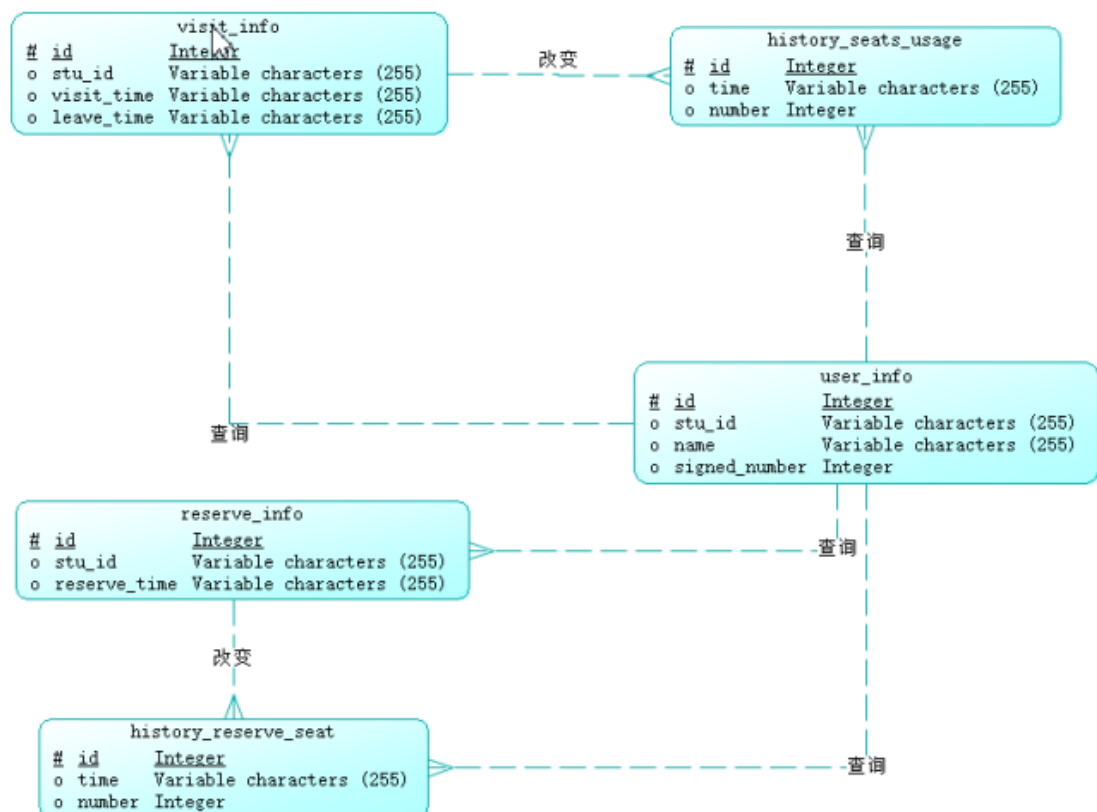 visit_info
# id Integer
o stu_id Variable characters (255)
o visit_time Variable characters (255)
o leave_time Variable characters (255)
改变
history_seats_usage
# id Integer
o time Variable characters (255)
o number Integer
查询
user_info
# id Integer
o stu_id Variable characters (255)
o name Variable characters (255)
o signed_number Integer
查询
reserve_info
# id Integer
o stu_id Variable characters (255)
o reserve_time Variable characters (255)
查询
改变
history_reserve_seat
# id Integer
o time Variable characters (255)
o number Integer
查询